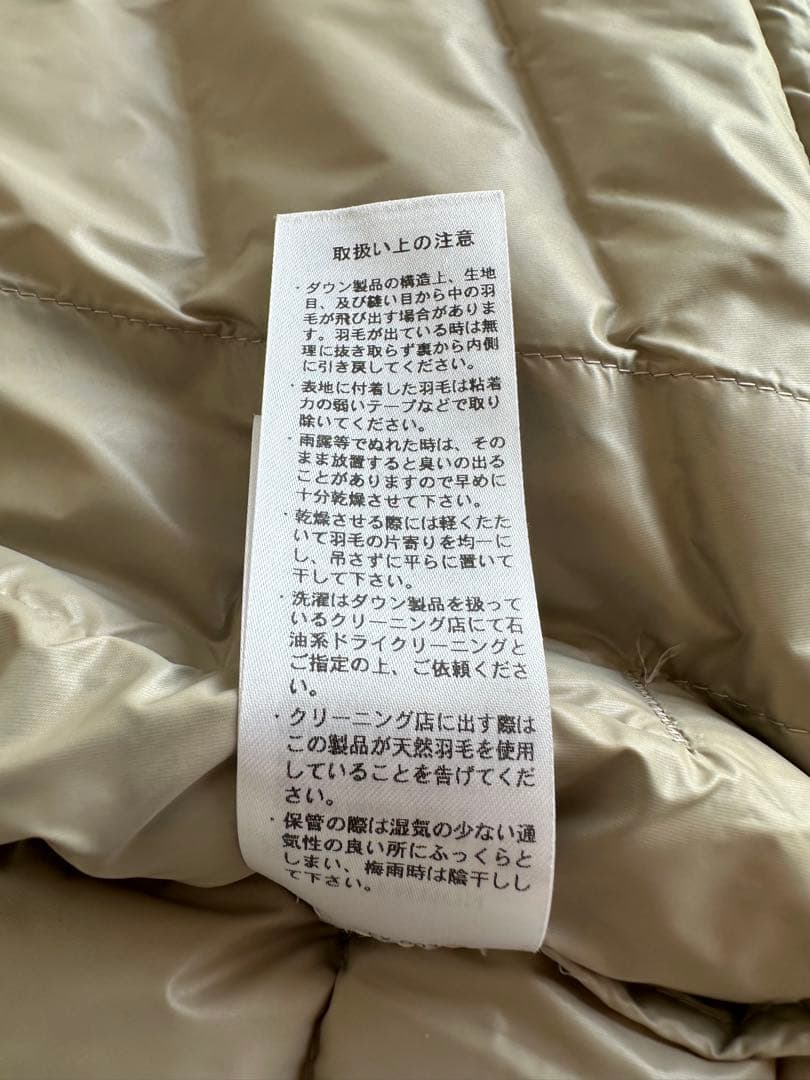 取扱い上の注意
・ダウン製品の構造上、生地
目、及び縫い目から中の羽
毛が飛び出す場合がありま
す。羽毛が出ている時は無
理に抜き取らず裏から内側
に引き戻してください。
・表地に付着した羽毛は粘着
力の弱いテープなどで取り
除いてください。
・雨露等でぬれた時は、その
まま放置すると臭いの出る
ことがありますので早めに
十分乾燥させて下さい。
・乾燥させる際には軽くたた
いて羽毛の片寄りを均一に
し、吊さずに平らに置いて
干して下さい。
・洗濯はダウン製品を扱って
いるクリーニング店にて石
油系ドライクリーニングと
ご指定の上、ご依頼くださ
い。
・クリーニング店に出す際は
この製品が天然羽毛を使用
していることを告げてくだ
さい。
・保管の際は湿気の少ない通
気性の良い所にふっくらと
しまい、梅雨時は陰干しし
て下さい。